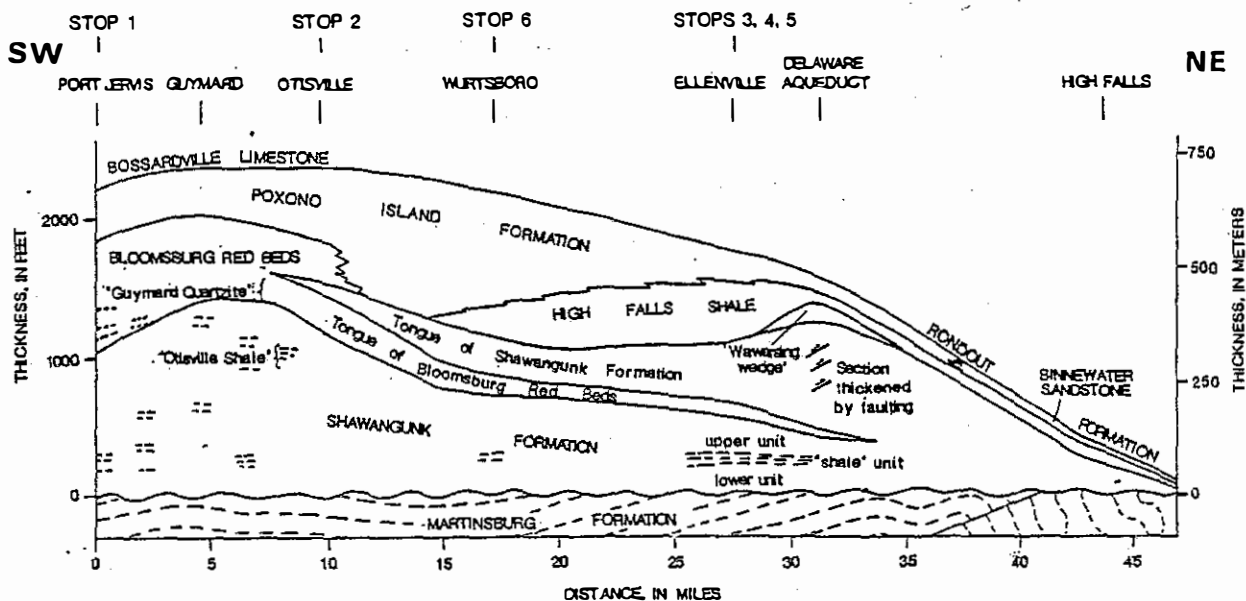 STOP 1 STOP 2 STOP 6 STOPS 3, 4, 5
SW NE
PORT JERVIS GUYMARD OTISVILLE WURTSBORO ELLENVILLE DELAWARE AQUEDUCT HIGH FALLS
THICKNESS, IN FEET
2000
1000
0
THICKNESS, IN METERS
750
500
250
0
BOSSARDVILLE LIMESTONE
POXONO ISLAND FORMATION
BLOOMSBURG RED BEDS
"Guymard Quartzite"
"Otisville Shale"
HIGH FALLS SHALE
Tongue of Shawangunk Formation
Tongue of Bloomsburg Red Beds
Wawarsing
wedge"
Section
thickened
by faulting
RONDOUT FORMATION
BINNEWATER
SANDSTONE
SHAWANGUNK FORMATION
upper unit
"shale" unit
lower unit
MARTINSBURG FORMATION
0 5 10 15 20 25 30 35 40 45
DISTANCE, IN MILES